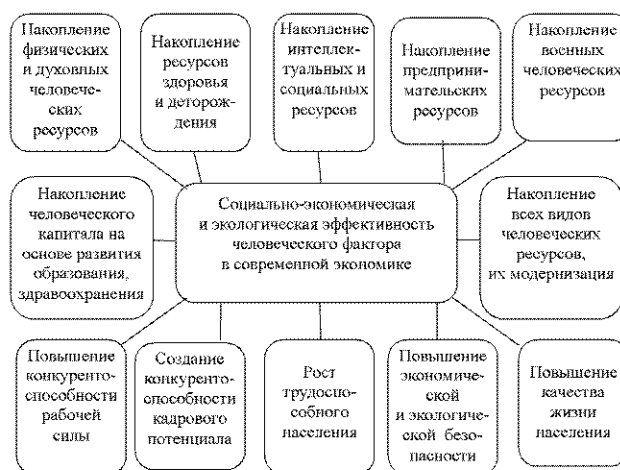 Накопление
физических
и духовных
человече-
ских
ресурсов
Накопление
ресурсов
здоровья
и деторож-
дения
Накопление
интеллек-
туальных и
социальных
ресурсов
Накопление
предприни-
мательских
ресурсов
Накопление
военных
человеческих
ресурсов
Накопление
человеческого
капитала на
основе развития
образования,
здравоохранения
Социально-экономическая
и экологическая эффективность
человеческого фактора
в современной экономике
Накопление
всех видов
человеческих
ресурсов,
их модернизация
Повышение
конкуренто-
способности
рабочей
силы
Создание
конкуренто-
способности
кадрового
потенциала
Рост
трудоспо-
собного
населения
Повышение
экономической
и экологиче-
ской безо-
пасности
Повышение
качества
жизни
населения